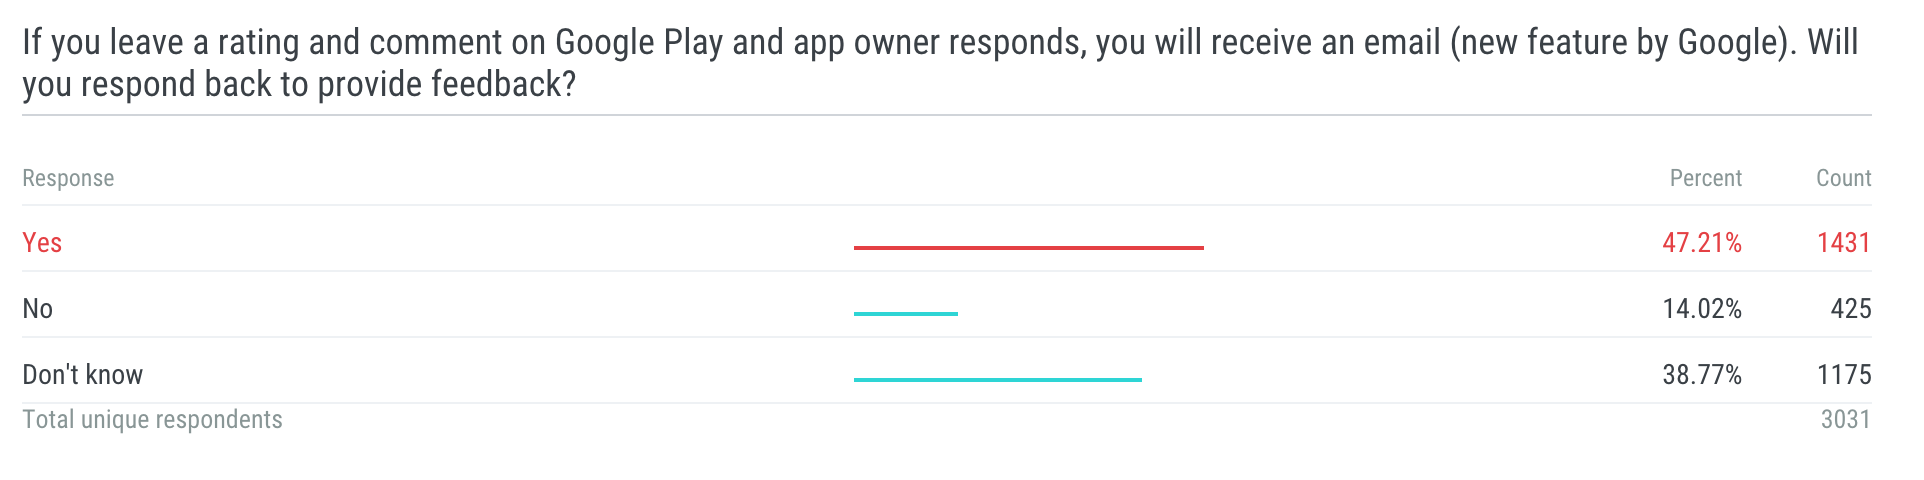 If you leave a rating and comment on Google Play and app owner responds, you will receive an email (new feature by Google). Will
you respond back to provide feedback?
Response Percent Count
Yes 47.21% 1431
No 14.02% 425
Don't know 38.77% 1175
Total unique respondents 3031